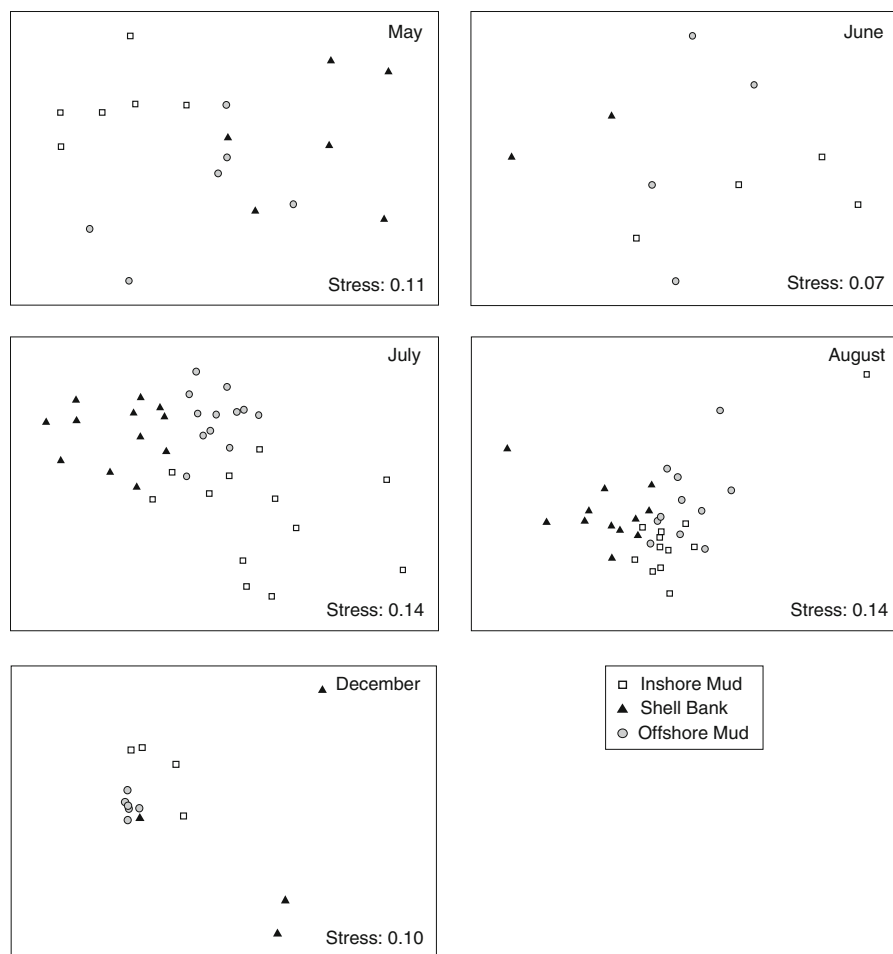 May
Stress: 0.11
June
Stress: 0.07
July
Stress: 0.14
August
Stress: 0.14
December
Stress: 0.10
Inshore Mud
Shell Bank
Offshore Mud